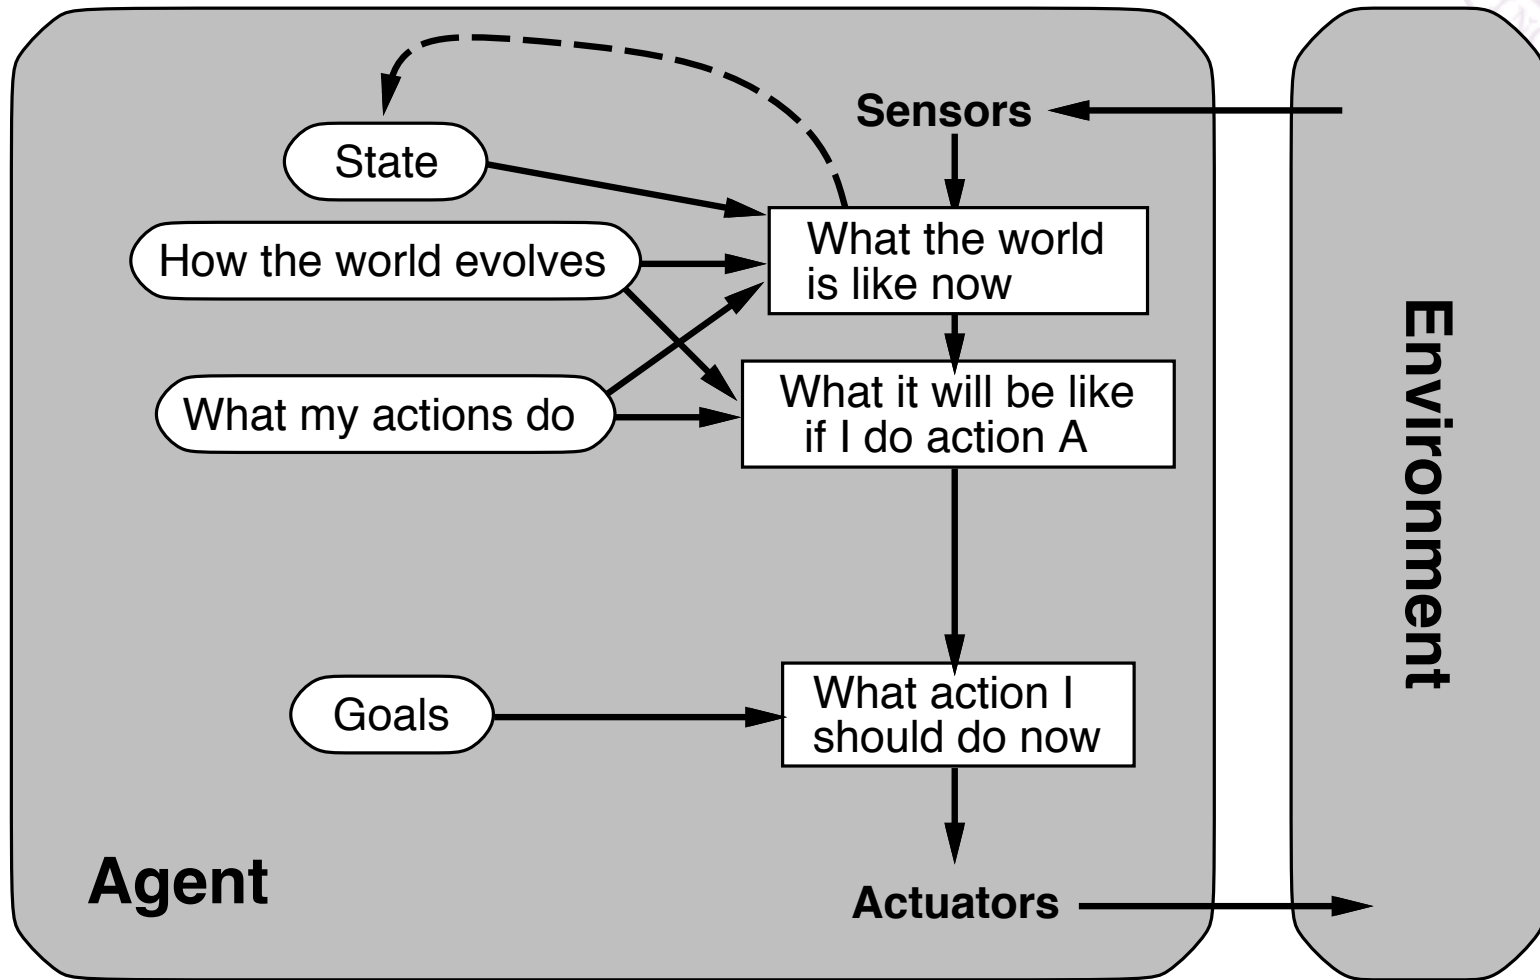 Sensors
State
What the world
is like now
How the world evolves
What it will be like
if I do action A
What my actions do
Environment
What action I
should do now
Goals
Agent
Actuators